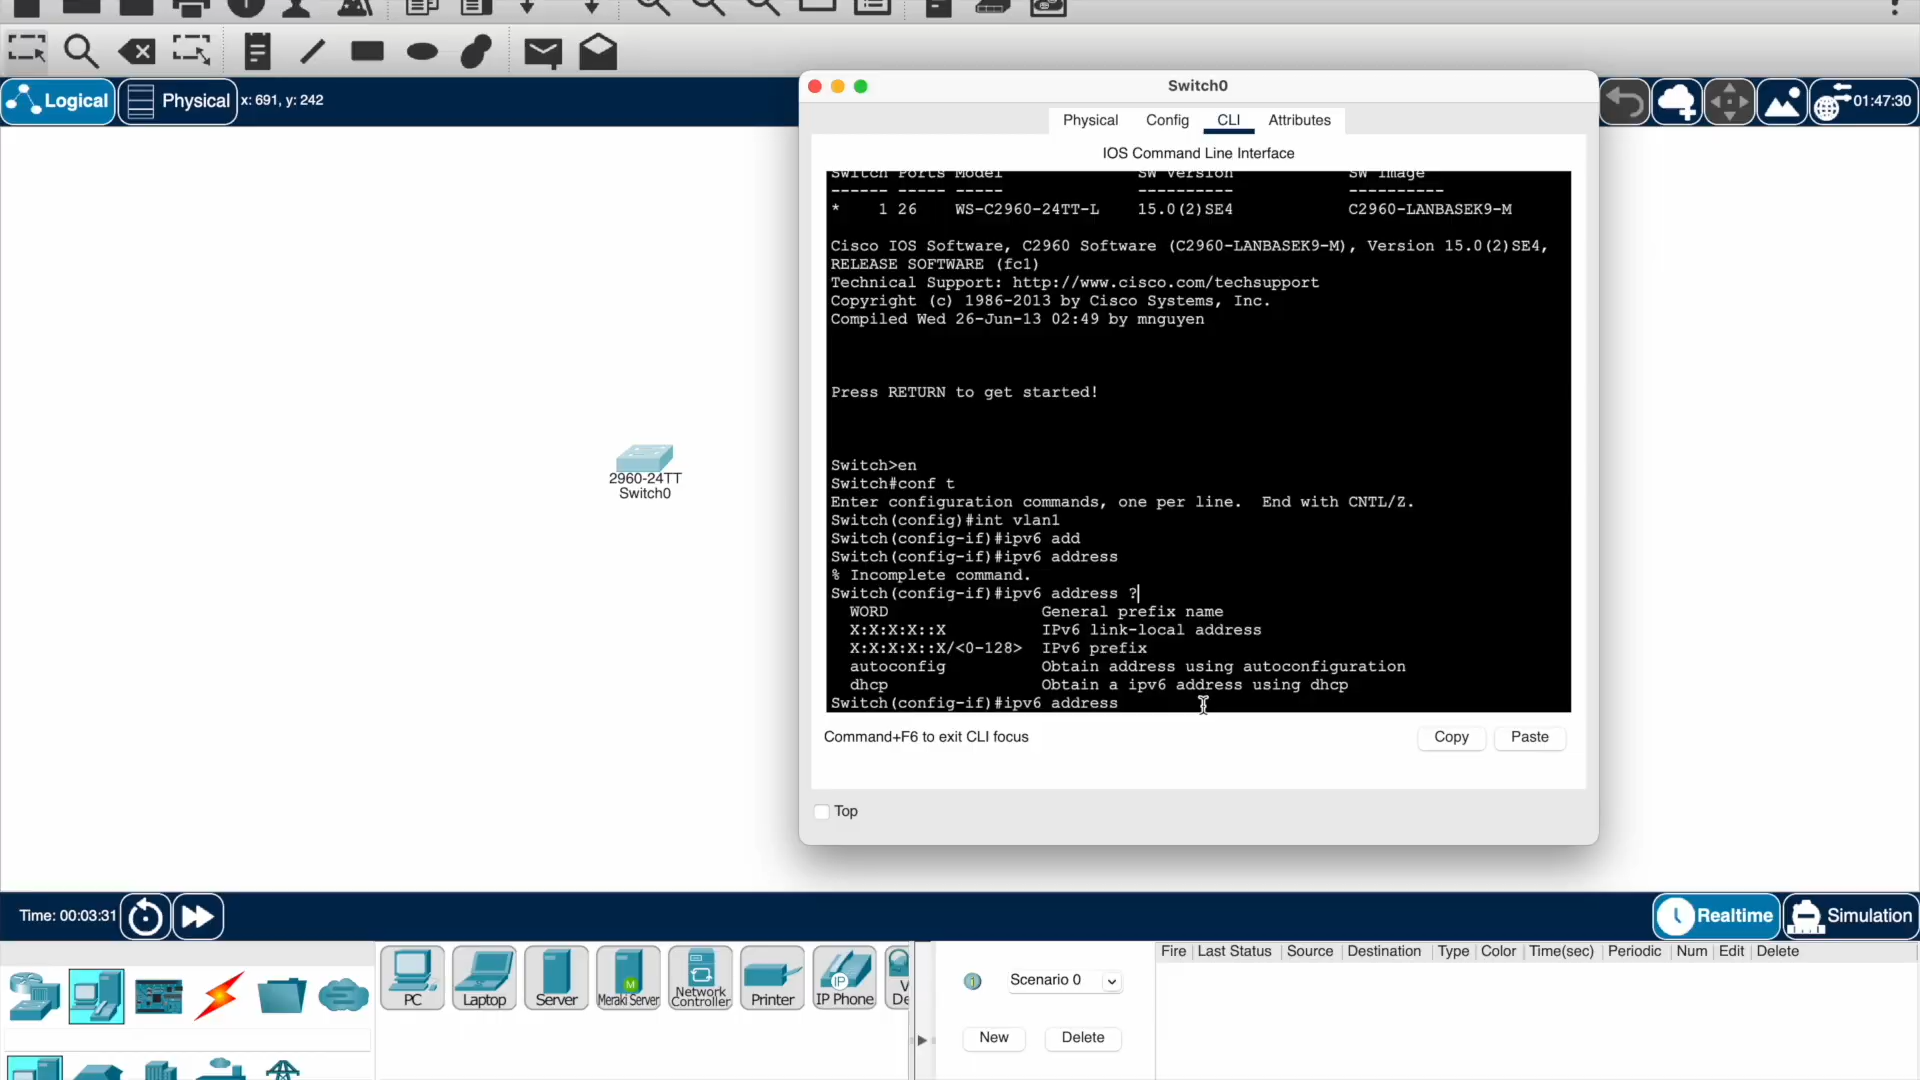 Logical
Physical
x: 691, y: 242
01:47:30
Switch0
Physical
Config
CLI
Attributes
IOS Command Line Interface
Switch Ports Model SW Version SW Image
------ ----- ----- ---------- ----------
* 1 26 WS-C2960-24TT-L 15.0(2)SE4 C2960-LANBASEK9-M
Cisco IOS Software, C2960 Software (C2960-LANBASEK9-M), Version 15.0(2)SE4,
RELEASE SOFTWARE (fc1)
Technical Support: http://www.cisco.com/techsupport
Copyright (c) 1986-2013 by Cisco Systems, Inc.
Compiled Wed 26-Jun-13 02:49 by mnguyen
Press RETURN to get started!
Switch>en
Switch#conf t
Enter configuration commands, one per line. End with CNTL/Z.
Switch(config)#int vlan1
Switch(config-if)#ipv6 add
Switch(config-if)#ipv6 address
% Incomplete command.
Switch(config-if)#ipv6 address ?
WORD General prefix name
X:X:X:X::X IPv6 link-local address
X:X:X:X::X/<0-128> IPv6 prefix
autoconfig Obtain address using autoconfiguration
dhcp Obtain a ipv6 address using dhcp
Switch(config-if)#ipv6 address
Command+F6 to exit CLI focus
Copy
Paste
Top
2960-24TT
Switch0
Time: 00:03:31
Realtime
Simulation
PC
Laptop
Server
M
Meraki Server
Network
Controller
Printer
IP
IP Phone
V
De
Scenario 0
New
Delete
Fire Last Status Source Destination Type Color Time(sec) Periodic Num Edit Delete